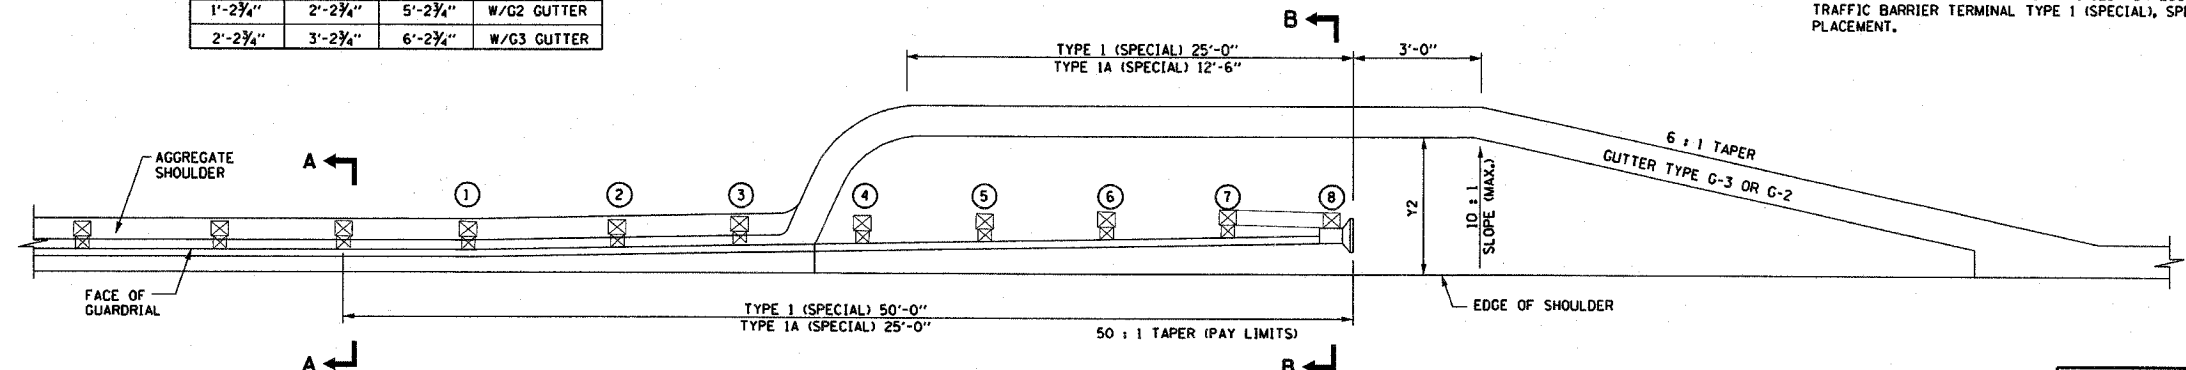 1'-2¾" 2'-2¾" 5'-2¾" W/G2 GUTTER
2'-2¾" 3'-2¾" 6'-2¾" W/G3 GUTTER
TRAFFIC BARRIER TERMINAL TYPE 1 (SPECIAL), SPE
PLACEMENT.
B
TYPE 1 (SPECIAL) 25'-0"
TYPE 1A (SPECIAL) 12'-6"
3'-0"
6 : 1 TAPER
GUTTER TYPE G-3 OR G-2
AGGREGATE
SHOULDER
A
1 2 3 4 5 6 7 8
Y2
10 : 1
SLOPE (MAX.)
FACE OF
GUARDRIAL
TYPE 1 (SPECIAL) 50'-0"
TYPE 1A (SPECIAL) 25'-0"
50 : 1 TAPER (PAY LIMITS)
EDGE OF SHOULDER
A
B